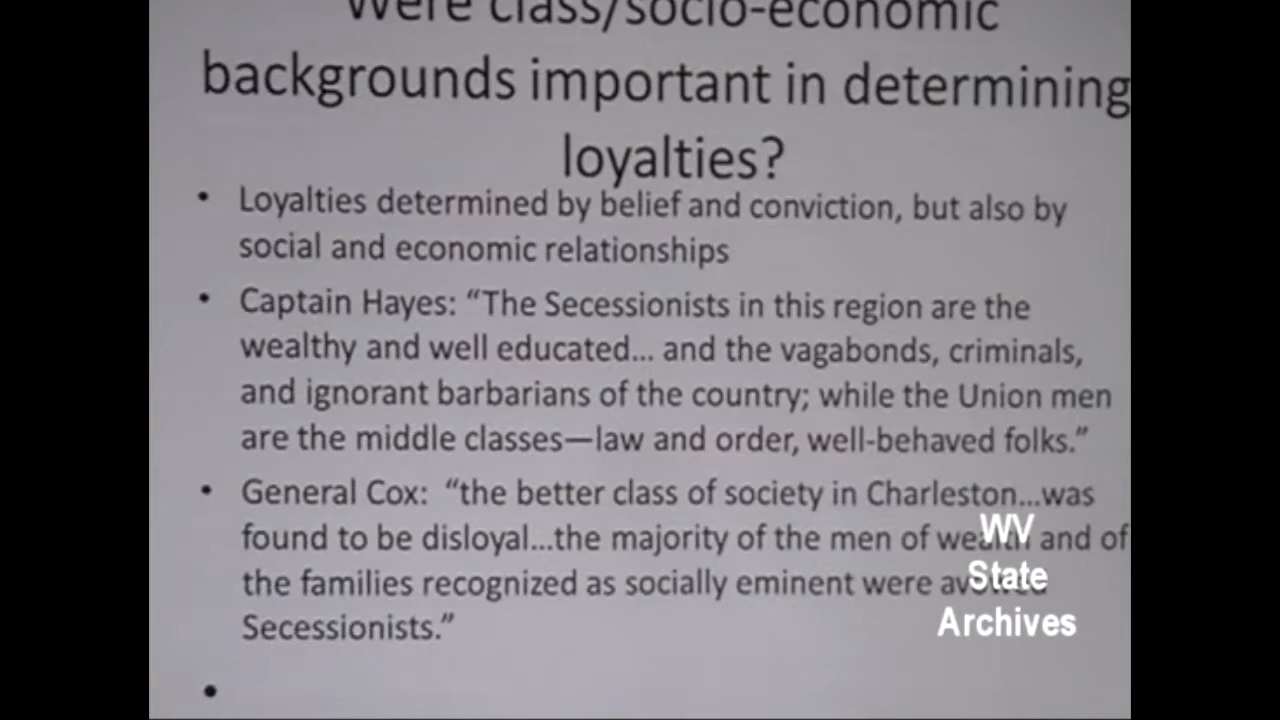 Were class/socio-economic
backgrounds important in determining
loyalties?
• Loyalties determined by belief and conviction, but also by
social and economic relationships
• Captain Hayes: “The Secessionists in this region are the
wealthy and well educated... and the vagabonds, criminals,
and ignorant barbarians of the country; while the Union men
are the middle classes—law and order, well-behaved folks.”
• General Cox: “the better class of society in Charleston...was
found to be disloyal...the majority of the men of wealth and of
the families recognized as socially eminent were avowed
Secessionists.”
•
WV
State
Archives